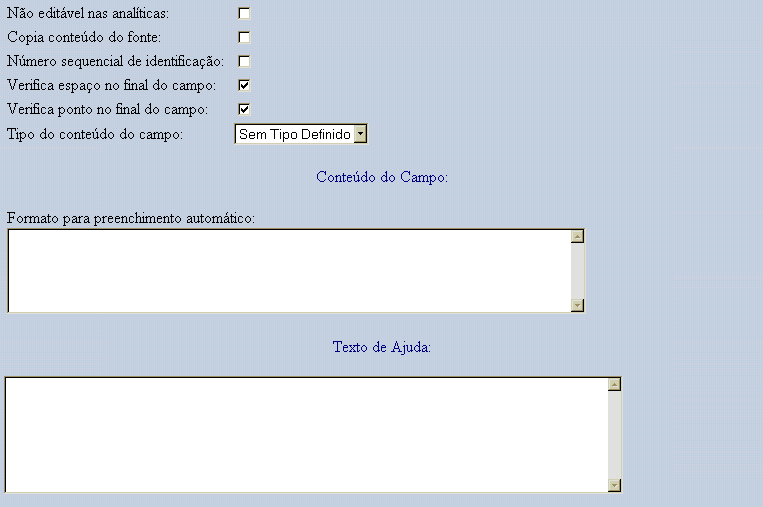 Não editável nas analíticas:
Copia conteúdo do fonte:
Número sequencial de identificação:
Verifica espaço no final do campo:
Verifica ponto no final do campo:
Tipo do conteúdo do campo: Sem Tipo Definido
Conteúdo do Campo:
Formato para preenchimento automático:
Texto de Ajuda: